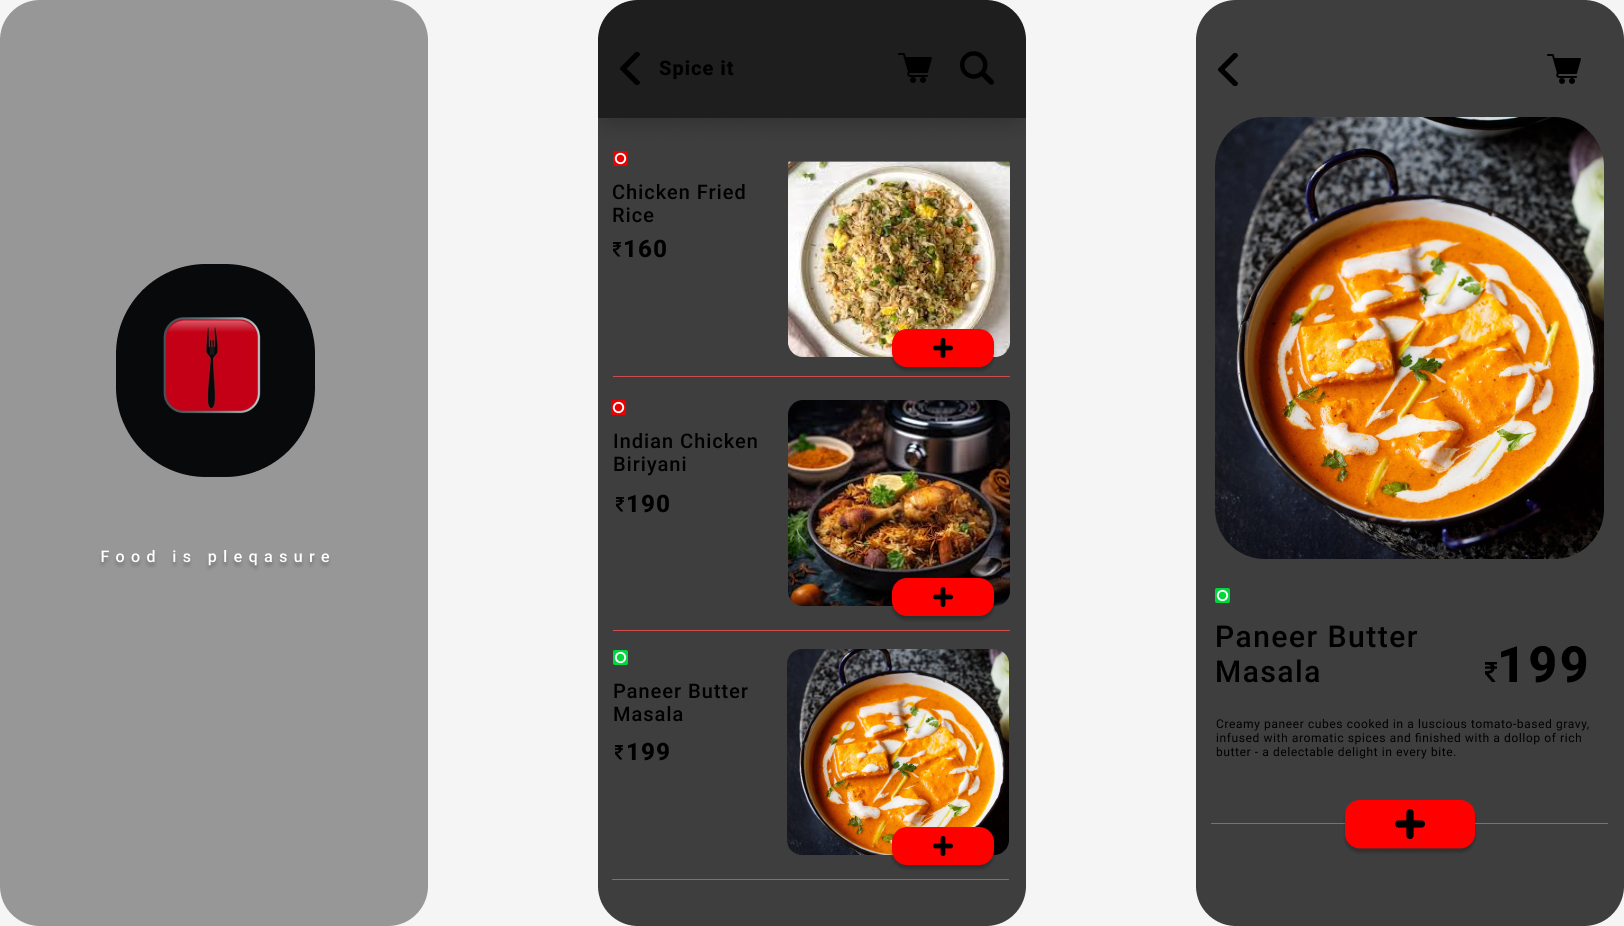 Food is pleqasure
Spice it
Chicken Fried
Rice
₹160
Indian Chicken
Biriyani
₹190
Paneer Butter
Masala
₹199
Paneer Butter
Masala
₹199
Creamy paneer cubes cooked in a luscious tomato-based gravy,
infused with aromatic spices and finished with a dollop of rich
butter - a delectable delight in every bite.